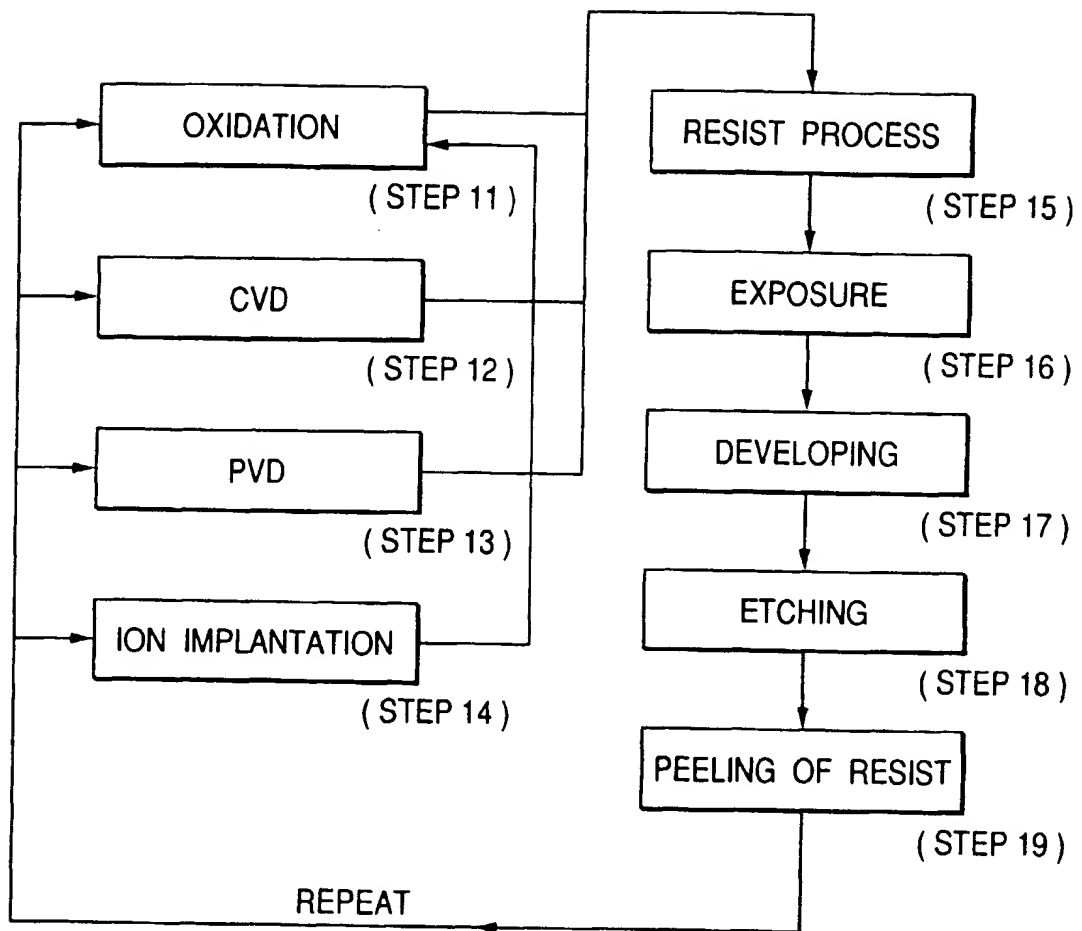 OXIDATION
( STEP 11 )
CVD
( STEP 12 )
PVD
( STEP 13 )
ION IMPLANTATION
( STEP 14 )
RESIST PROCESS
( STEP 15 )
EXPOSURE
( STEP 16 )
DEVELOPING
( STEP 17 )
ETCHING
( STEP 18 )
PEELING OF RESIST
( STEP 19 )
REPEAT